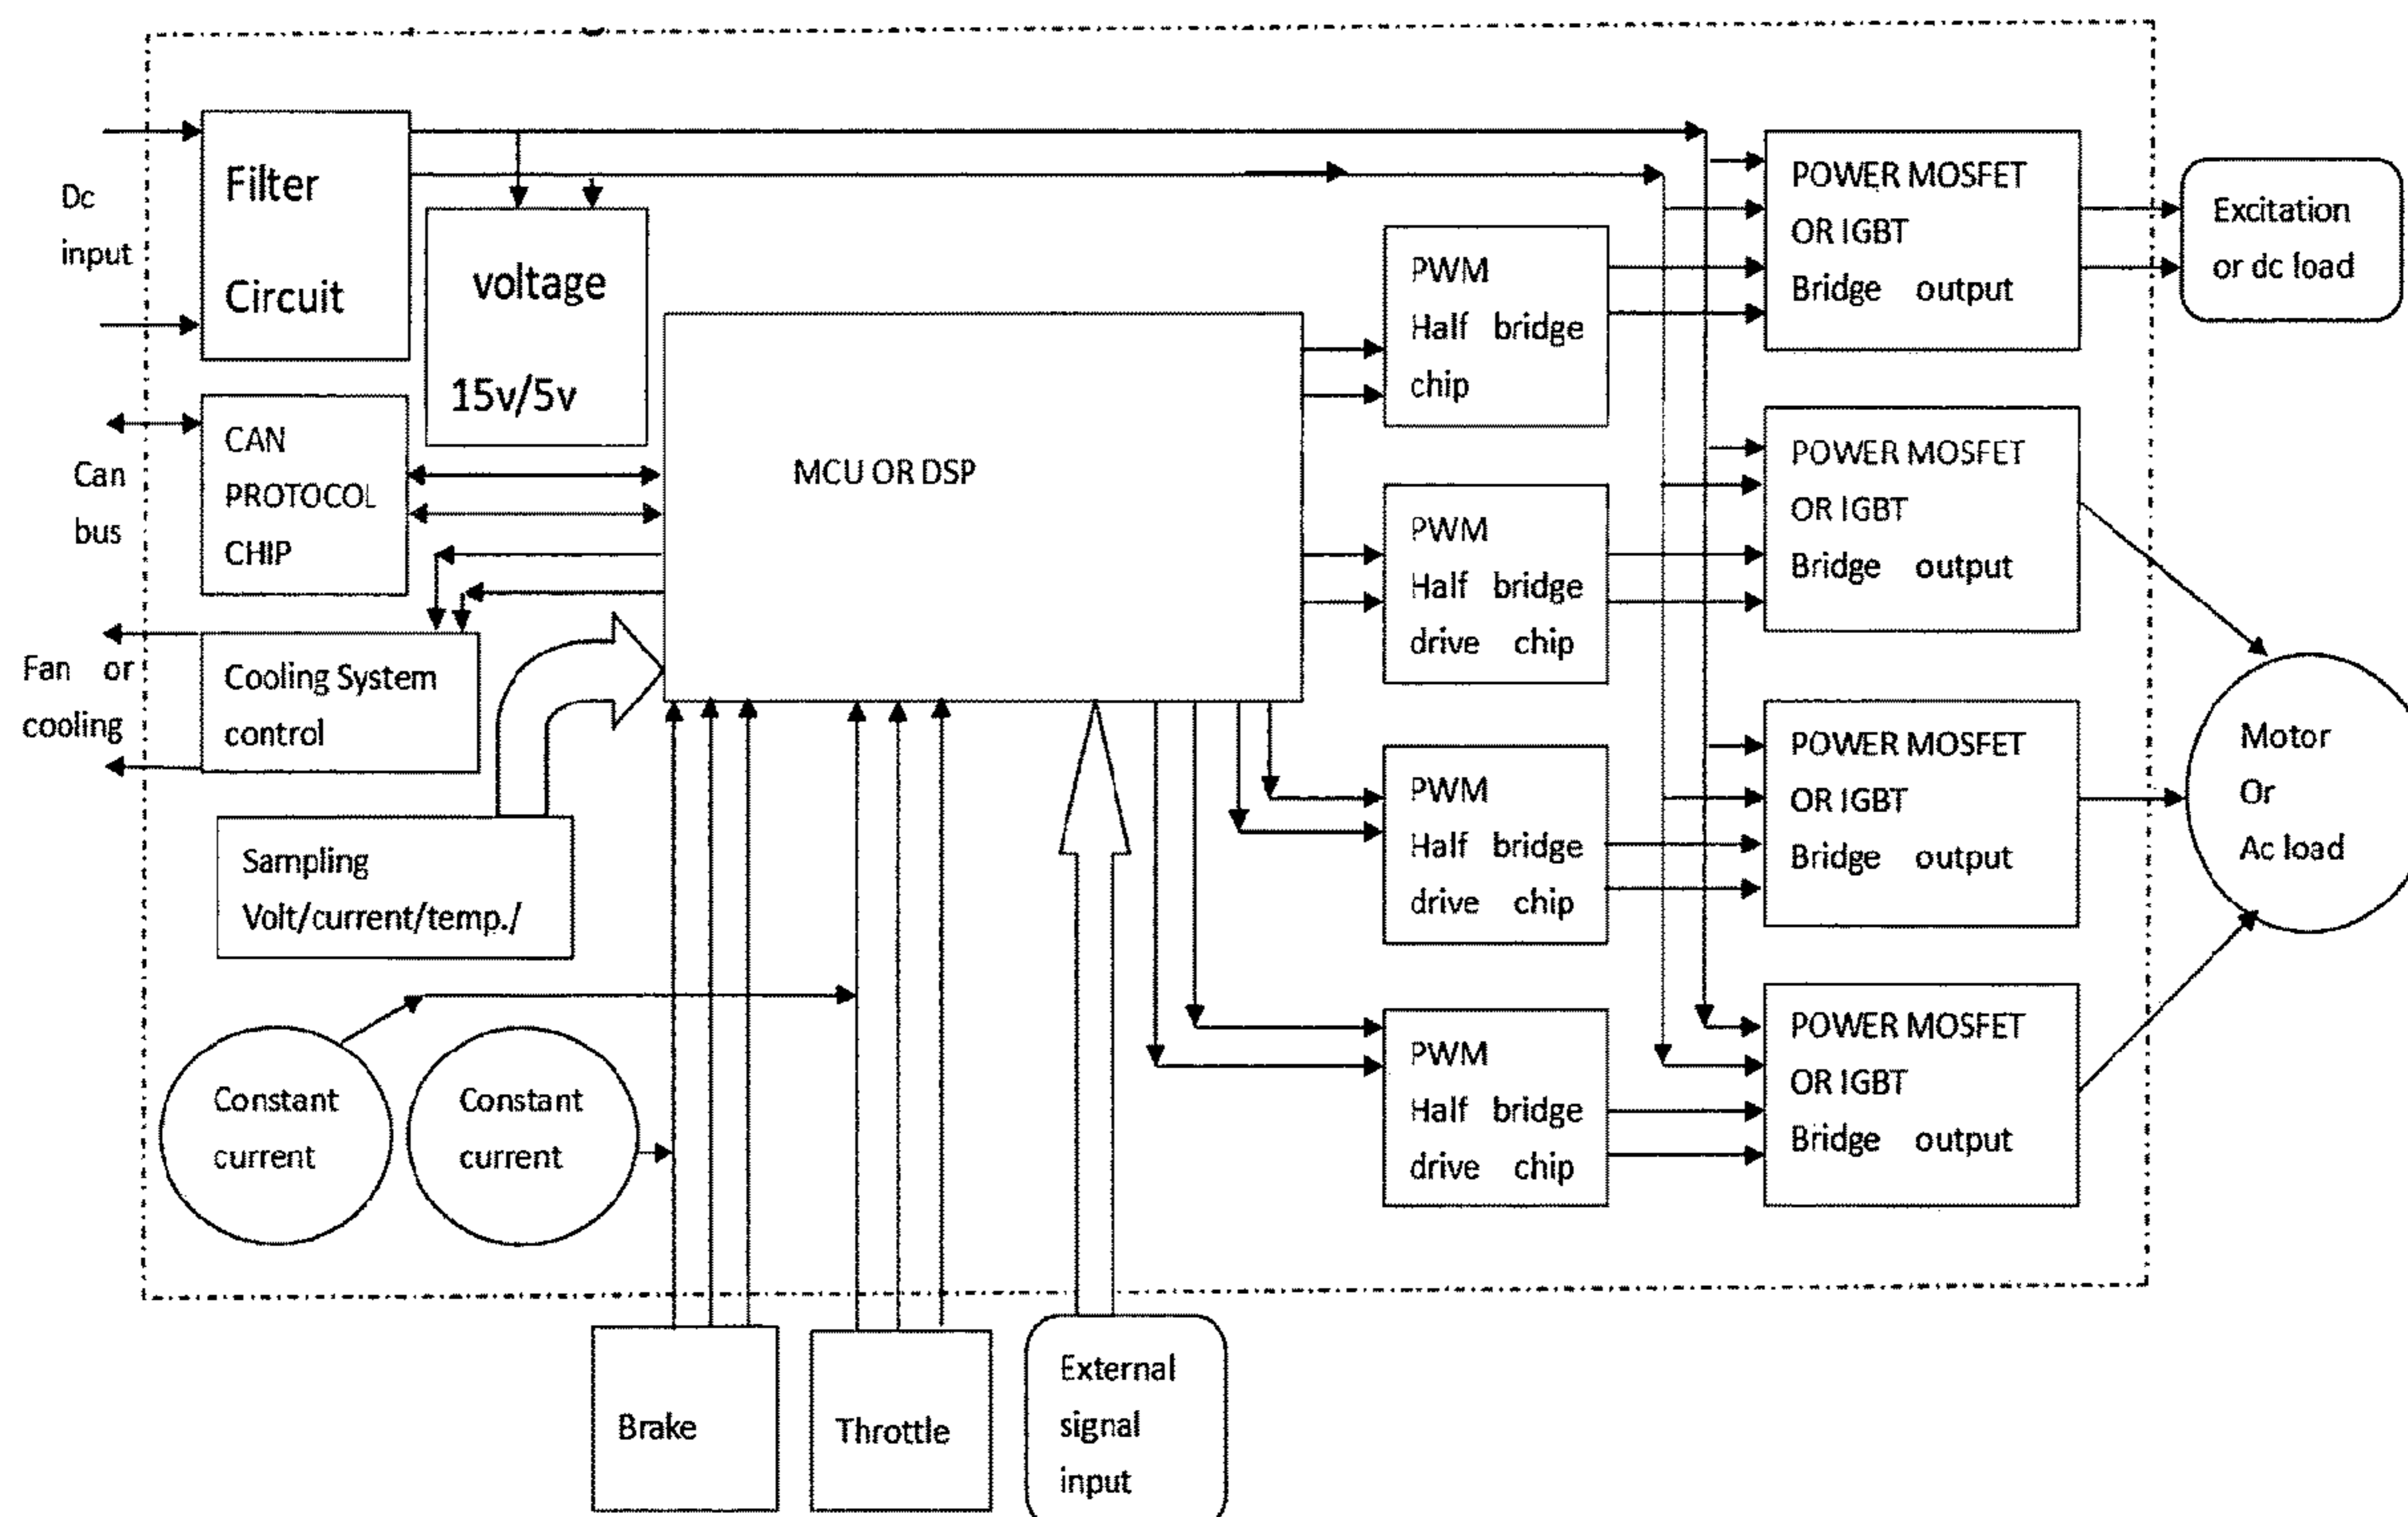 Dc
input
Filter
Circuit
voltage
15v/5v
Can
bus
CAN
PROTOCOL
CHIP
MCU OR DSP
Fan or
cooling
Cooling System
control
Sampling
Volt/current/temp./
Constant
current
Constant
current
Brake
Throttle
External
signal
input
PWM
Half bridge
chip
PWM
Half bridge
drive chip
PWM
Half bridge
drive chip
PWM
Half bridge
drive chip
POWER MOSFET
OR IGBT
Bridge output
POWER MOSFET
OR IGBT
Bridge output
POWER MOSFET
OR IGBT
Bridge output
POWER MOSFET
OR IGBT
Bridge output
Excitation
or dc load
Motor
Or
Ac load